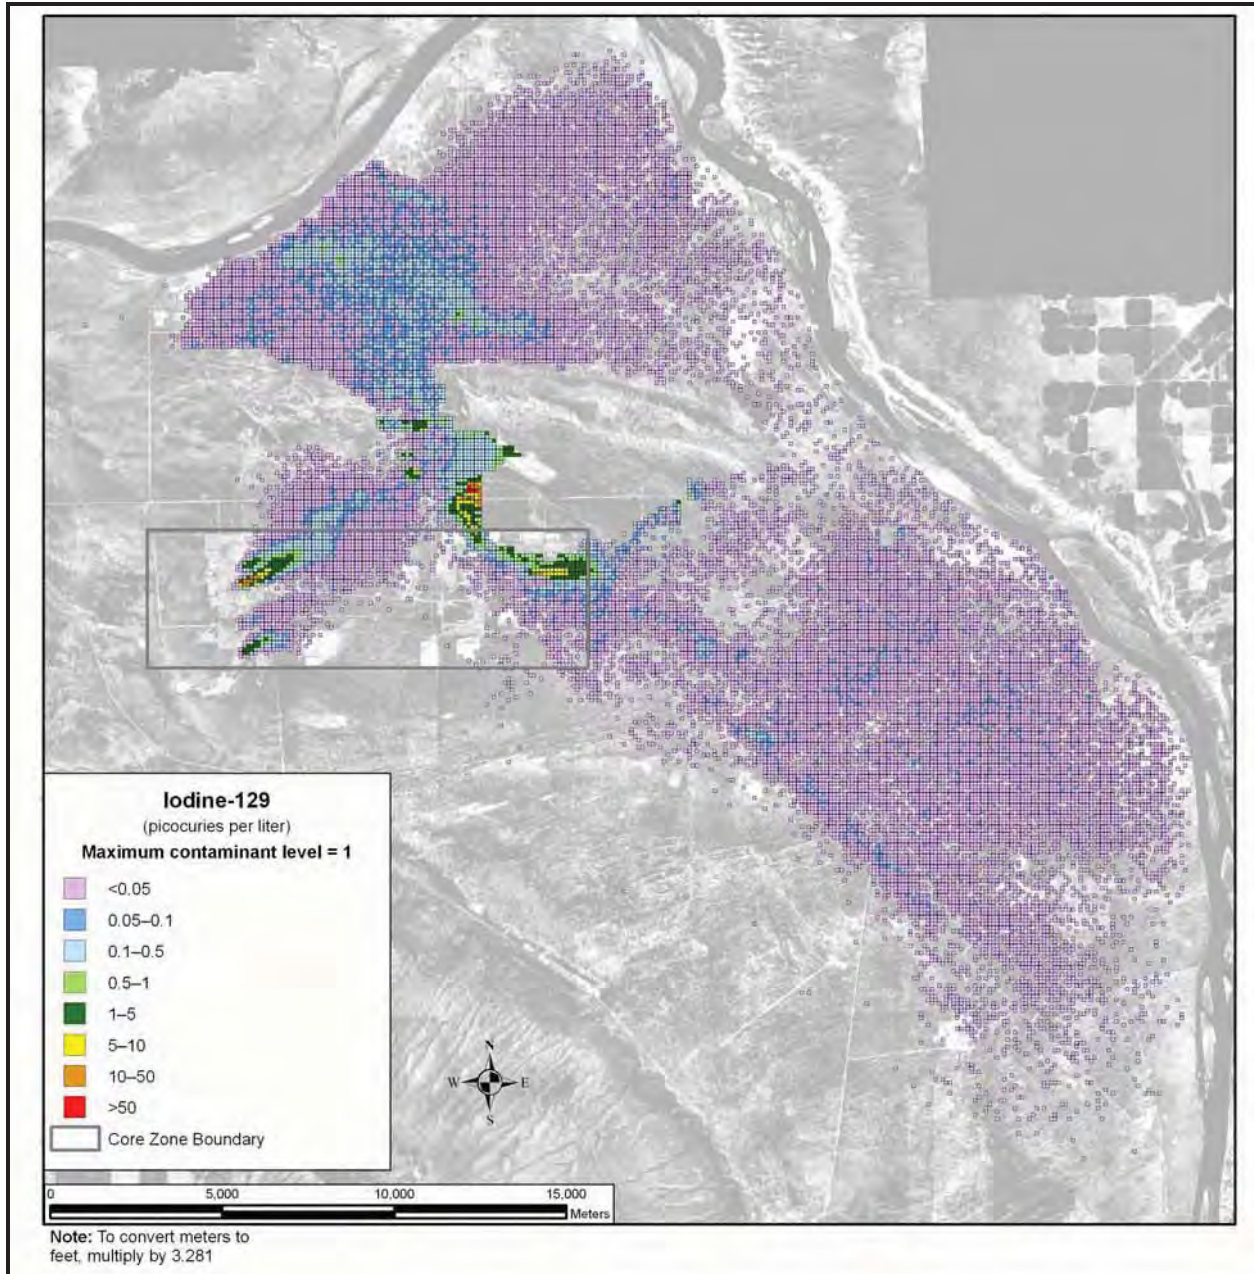 N
W E
S
Iodine-129
(picocuries per liter)
Maximum contaminant level = 1
<0.05
0.05–0.1
0.1–0.5
0.5–1
1–5
5–10
10–50
>50
Core Zone Boundary
0 5,000 10,000 15,000
Meters
Note: To convert meters to
feet, multiply by 3.281